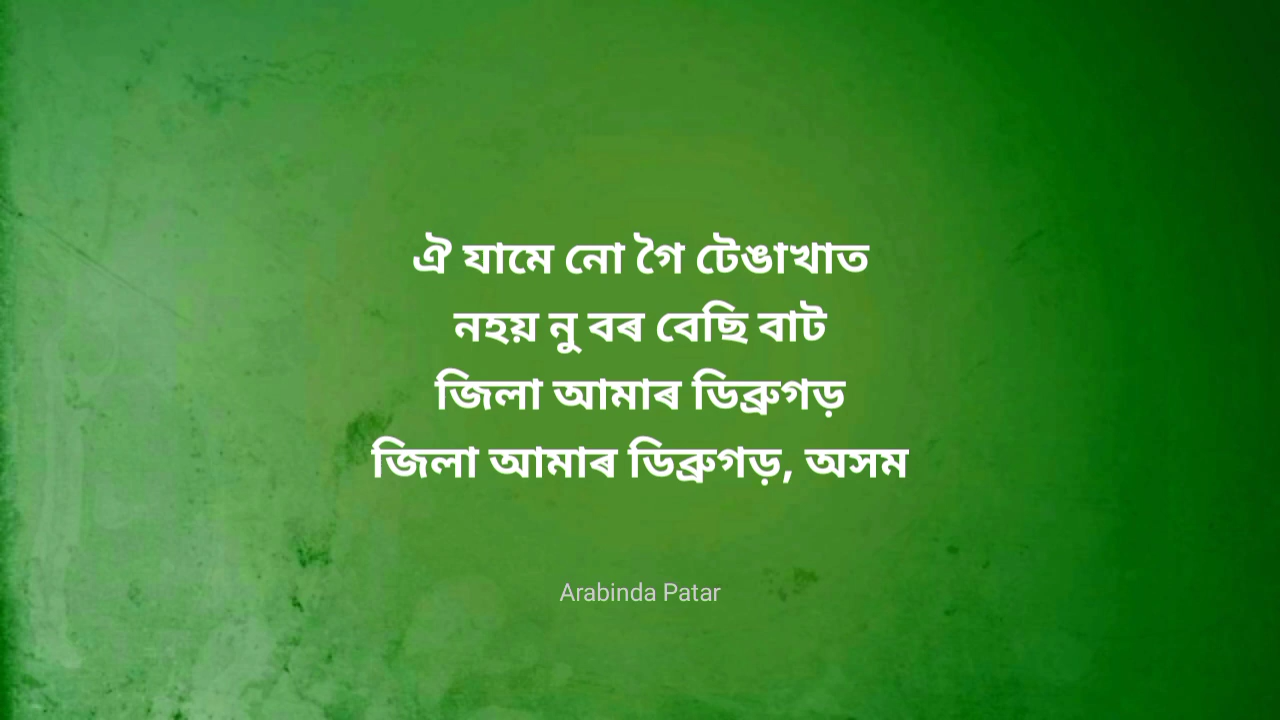 ঐ যামে নো গৈ টেঙাখাত
নহয় নু বৰ বেছি বাট
জিলা আমাৰ ডিব্ৰুগড়
জিলা আমাৰ ডিব্ৰুগড়, অসম
Arabinda Patar